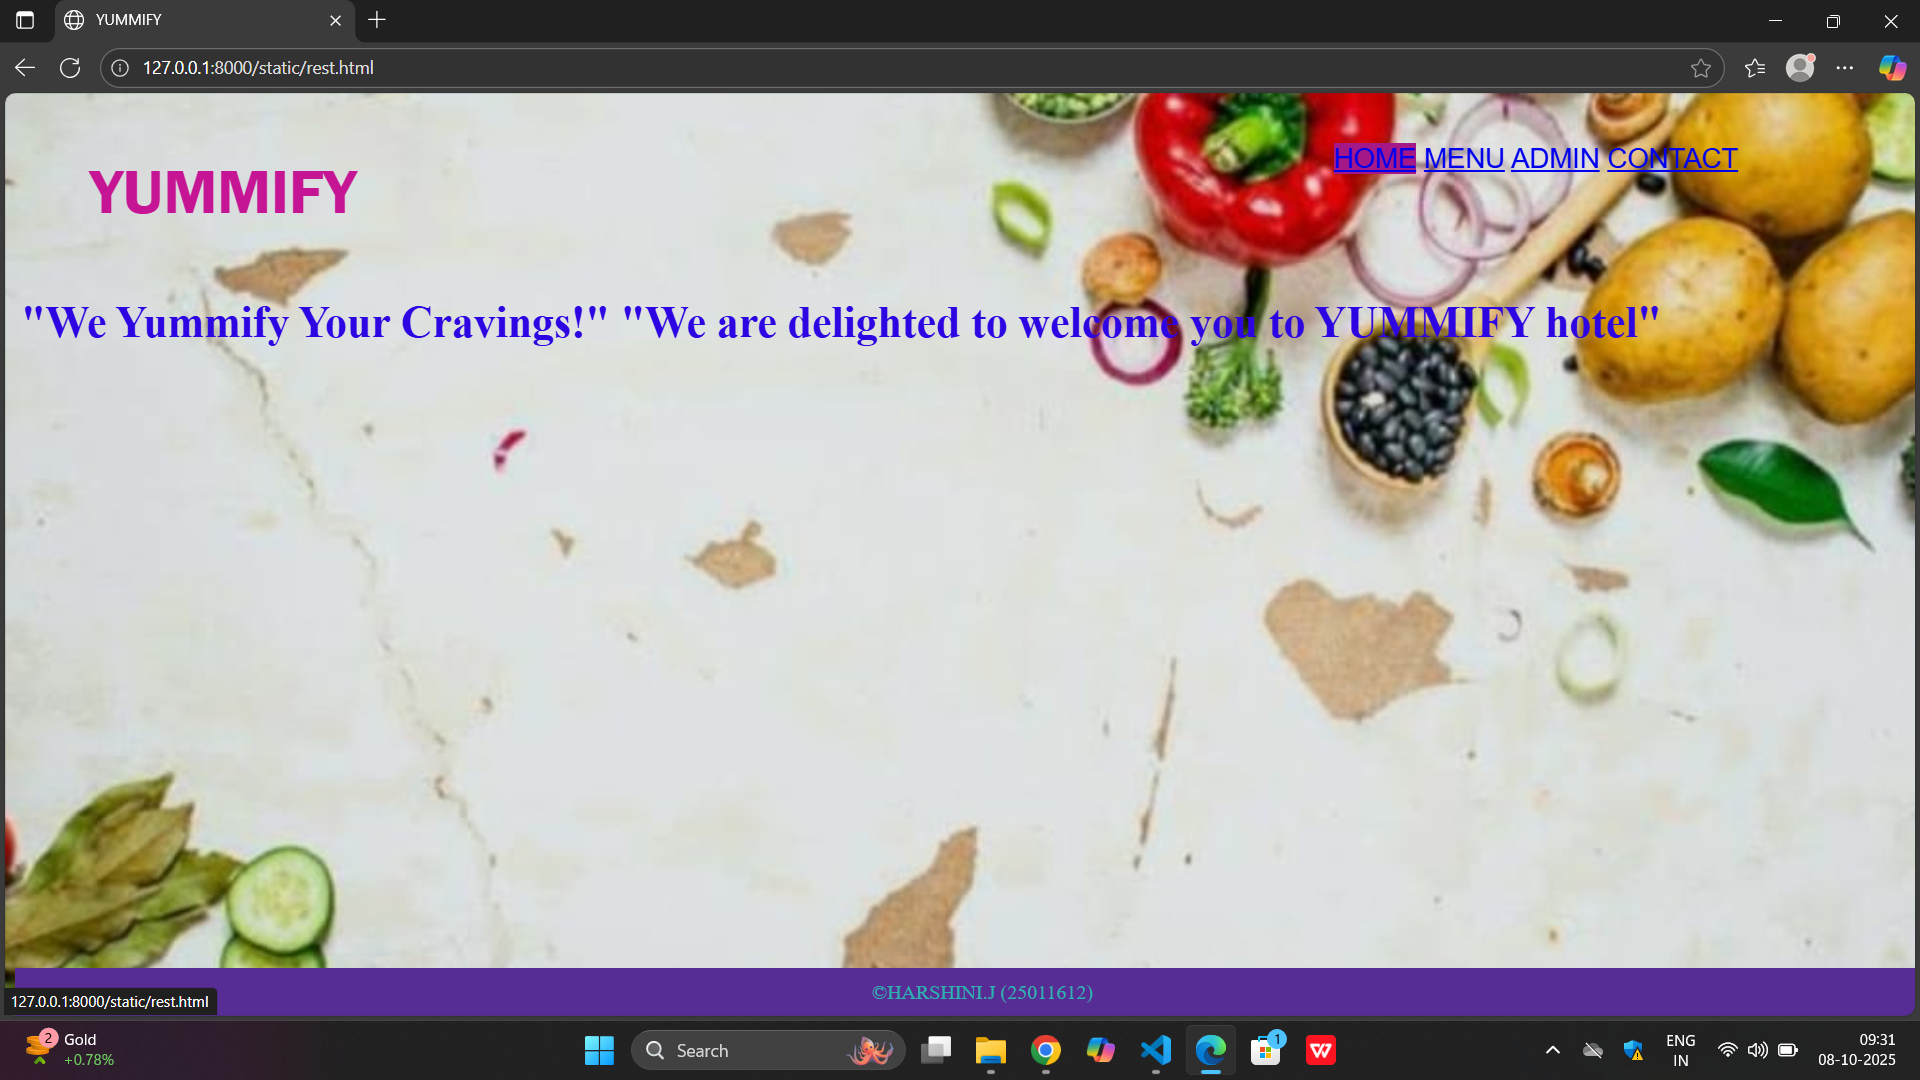 YUMMIFY
127.0.0.1:8000/static/rest.html
HOME MENU ADMIN CONTACT
YUMMIFY
"We Yummify Your Cravings!" "We are delighted to welcome you to YUMMIFY hotel"
©HARSHINI.J (25011612)
127.0.0.1:8000/static/rest.html
2
Gold
+0.78%
Search
1
W
ENG
IN
09:31
08-10-2025